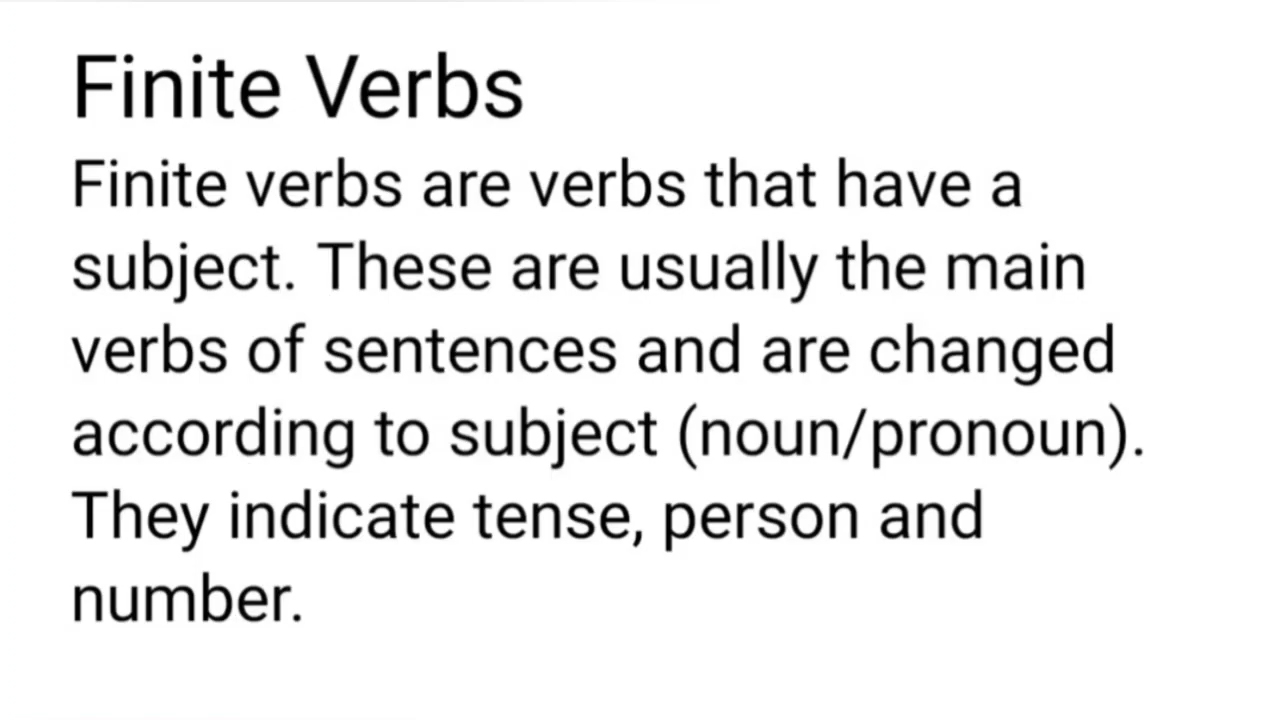 Finite Verbs
Finite verbs are verbs that have a
subject. These are usually the main
verbs of sentences and are changed
according to subject (noun/pronoun).
They indicate tense, person and
number.